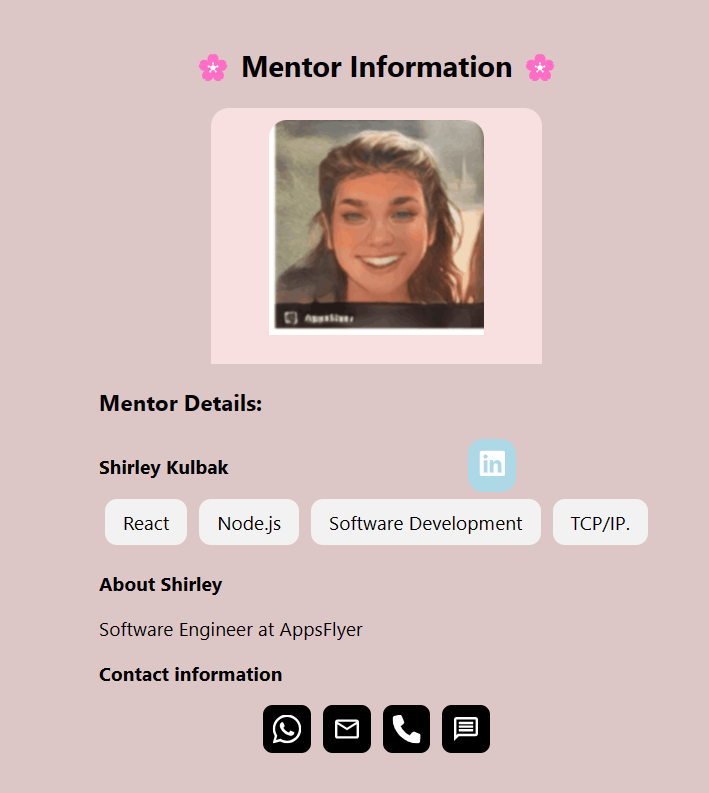 Mentor Information
AppsFlyer
Mentor Details:
Shirley Kulbak
in
React Node.js Software Development TCP/IP.
About Shirley
Software Engineer at AppsFlyer
Contact information